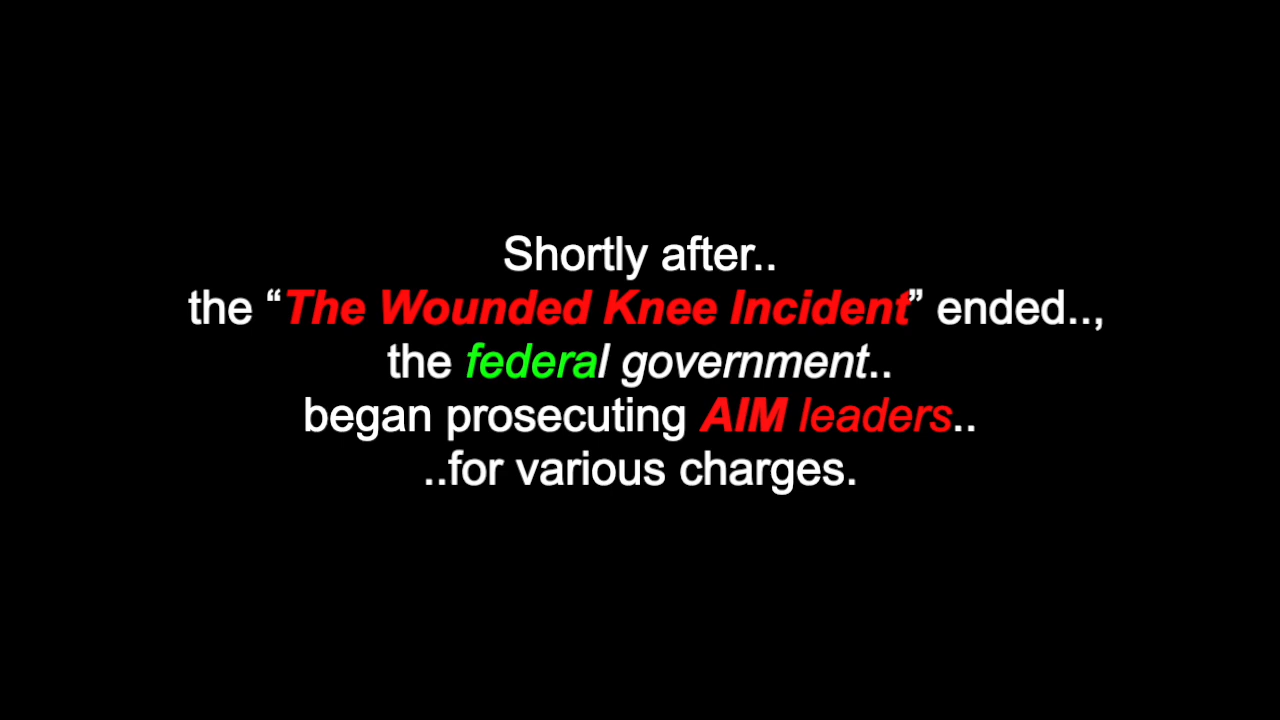 Shortly after..
the “The Wounded Knee Incident” ended..,
the federal government..
began prosecuting AIM leaders..
..for various charges.